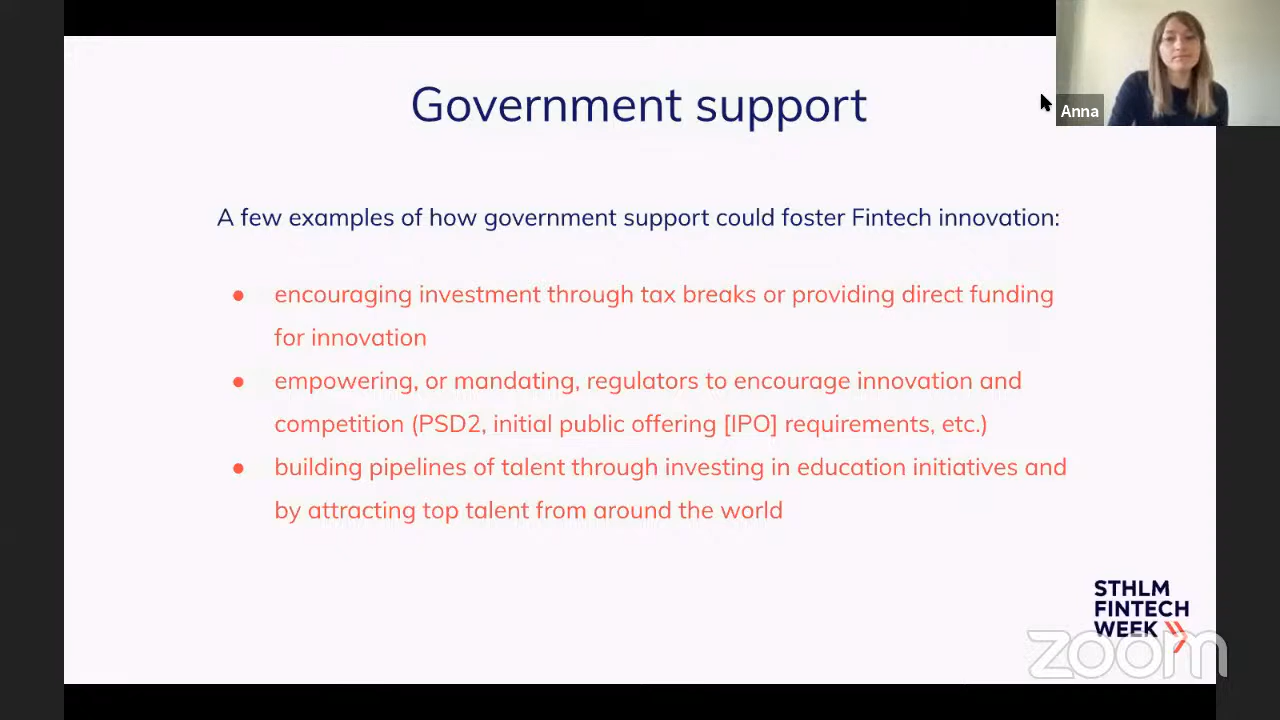 Government support
Anna
A few examples of how government support could foster Fintech innovation:
● encouraging investment through tax breaks or providing direct funding
for innovation
● empowering, or mandating, regulators to encourage innovation and
competition (PSD2, initial public offering [IPO] requirements, etc.)
● building pipelines of talent through investing in education initiatives and
by attracting top talent from around the world
STHLM
FINTECH
WEEK
zoom